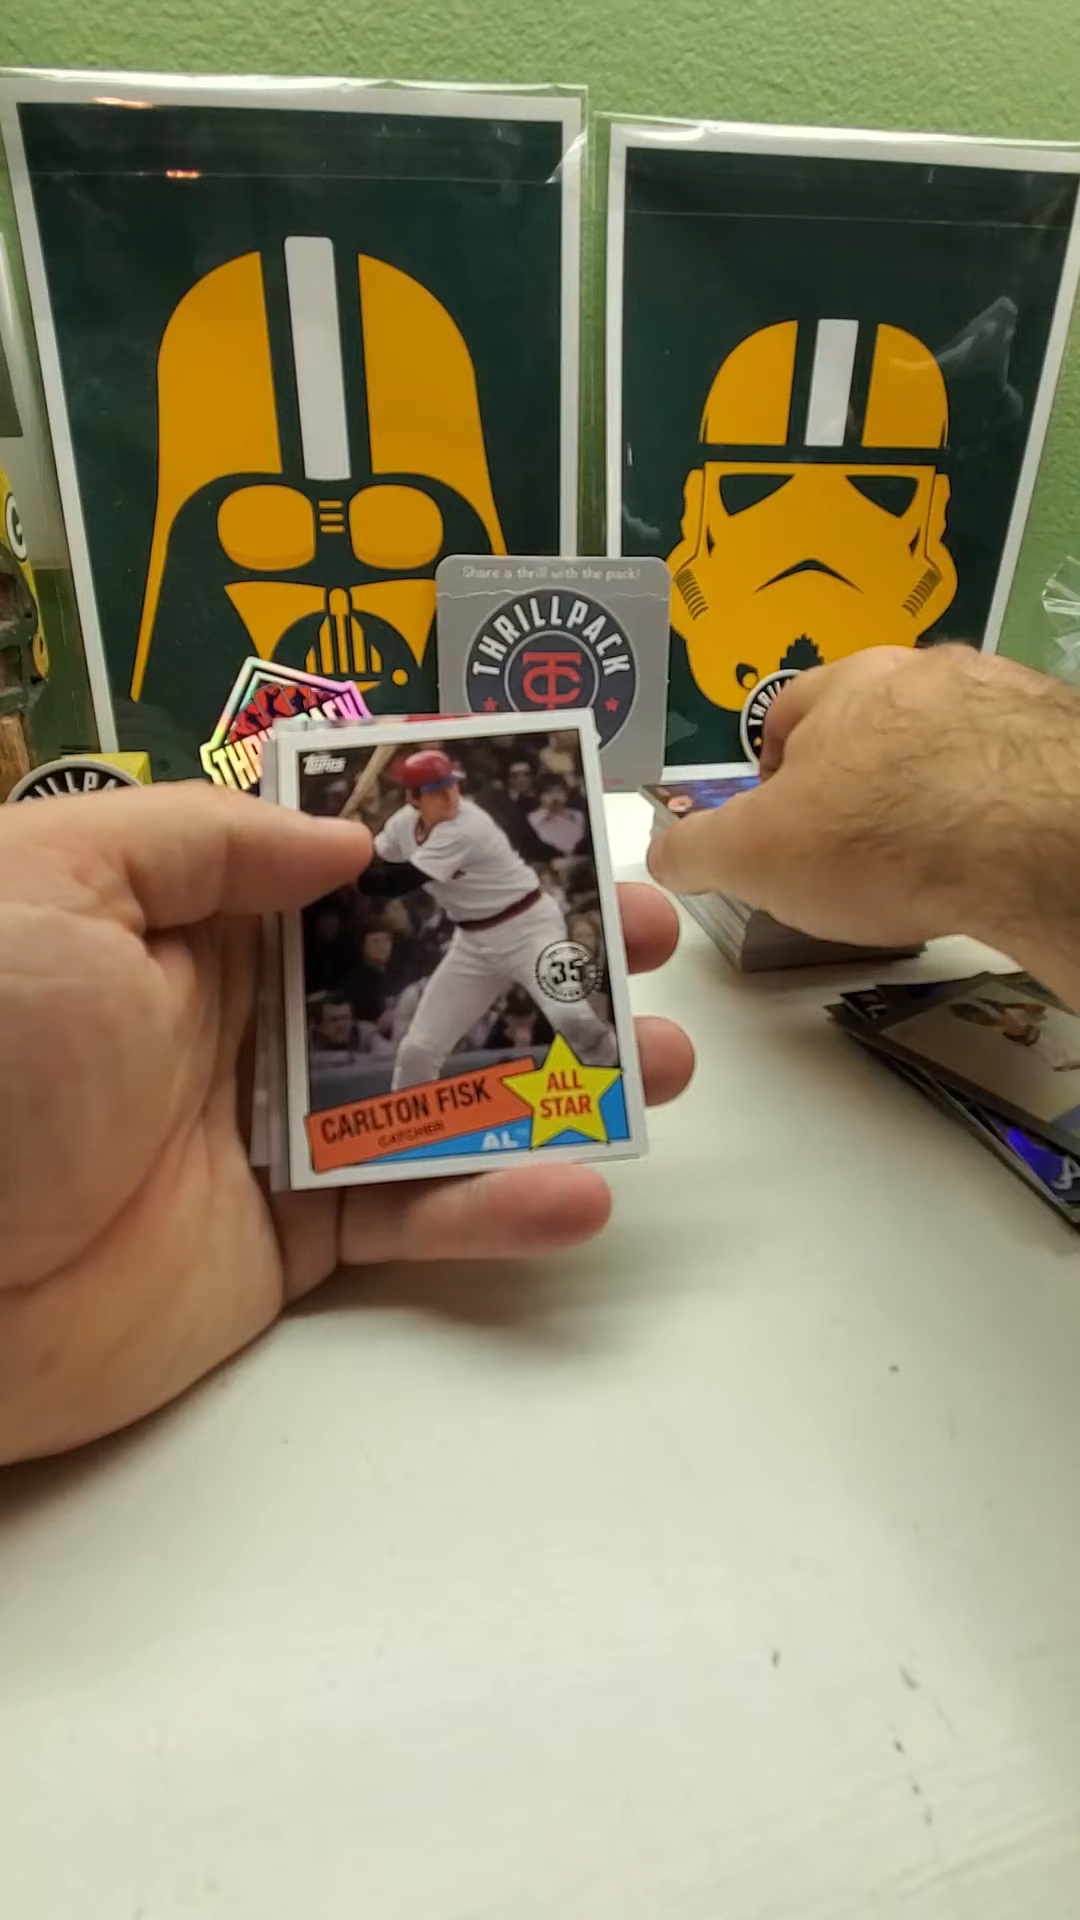 Share a thrill with the pack!
THRILLPACK
TC
G
Topps
35
CARLTON FISK
CATCHER
AL
ALL
STAR